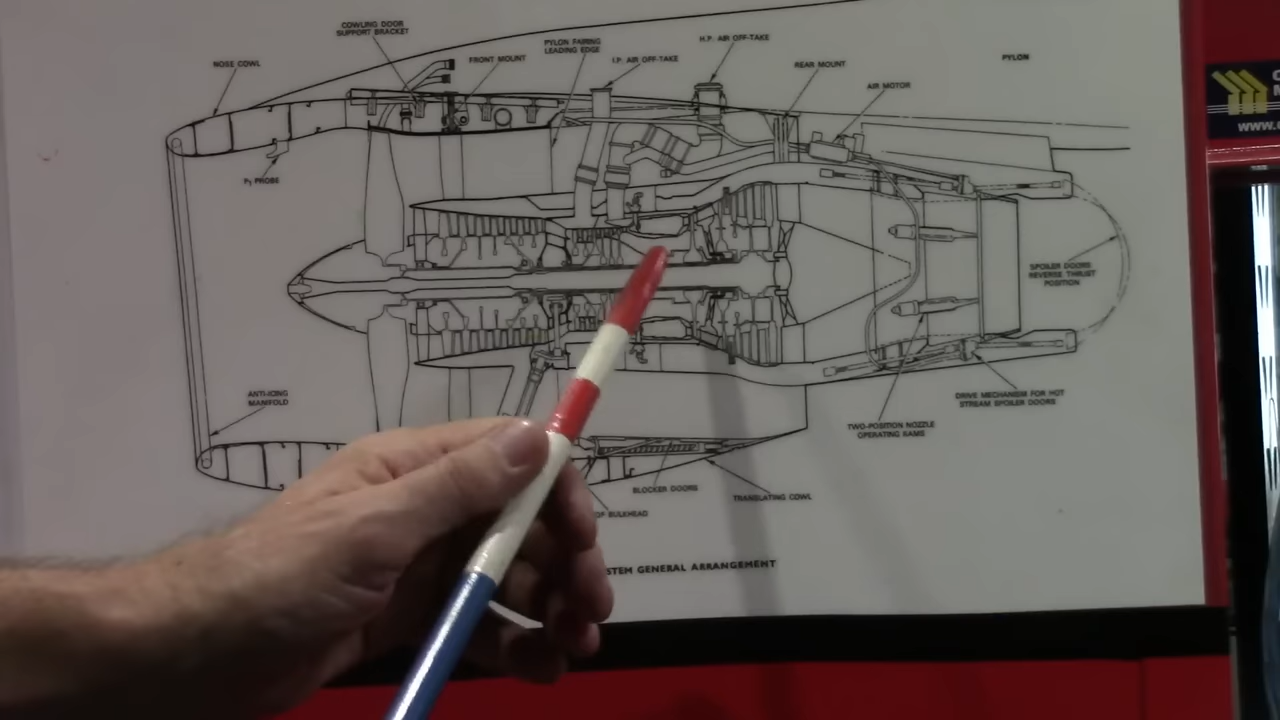 COWLING DOOR
SUPPORT BRACKET
NOSE COWL
FRONT MOUNT
PYLON FAIRING
LEADING EDGE
I.P. AIR OFF-TAKE
H.P. AIR OFF-TAKE
REAR MOUNT
AIR MOTOR
PYLON
P1 PROBE
SPOILER DOORS
REVERSE THRUST
POSITION
ANTI-ICING
MANIFOLD
DRIVE MECHANISM FOR HOT
STREAM SPOILER DOORS
TWO-POSITION NOZZLE
OPERATING RAMS
BLOCKER DOORS
TRANSLATING COWL
BULKHEAD
GENERAL ARRANGEMENT
www.